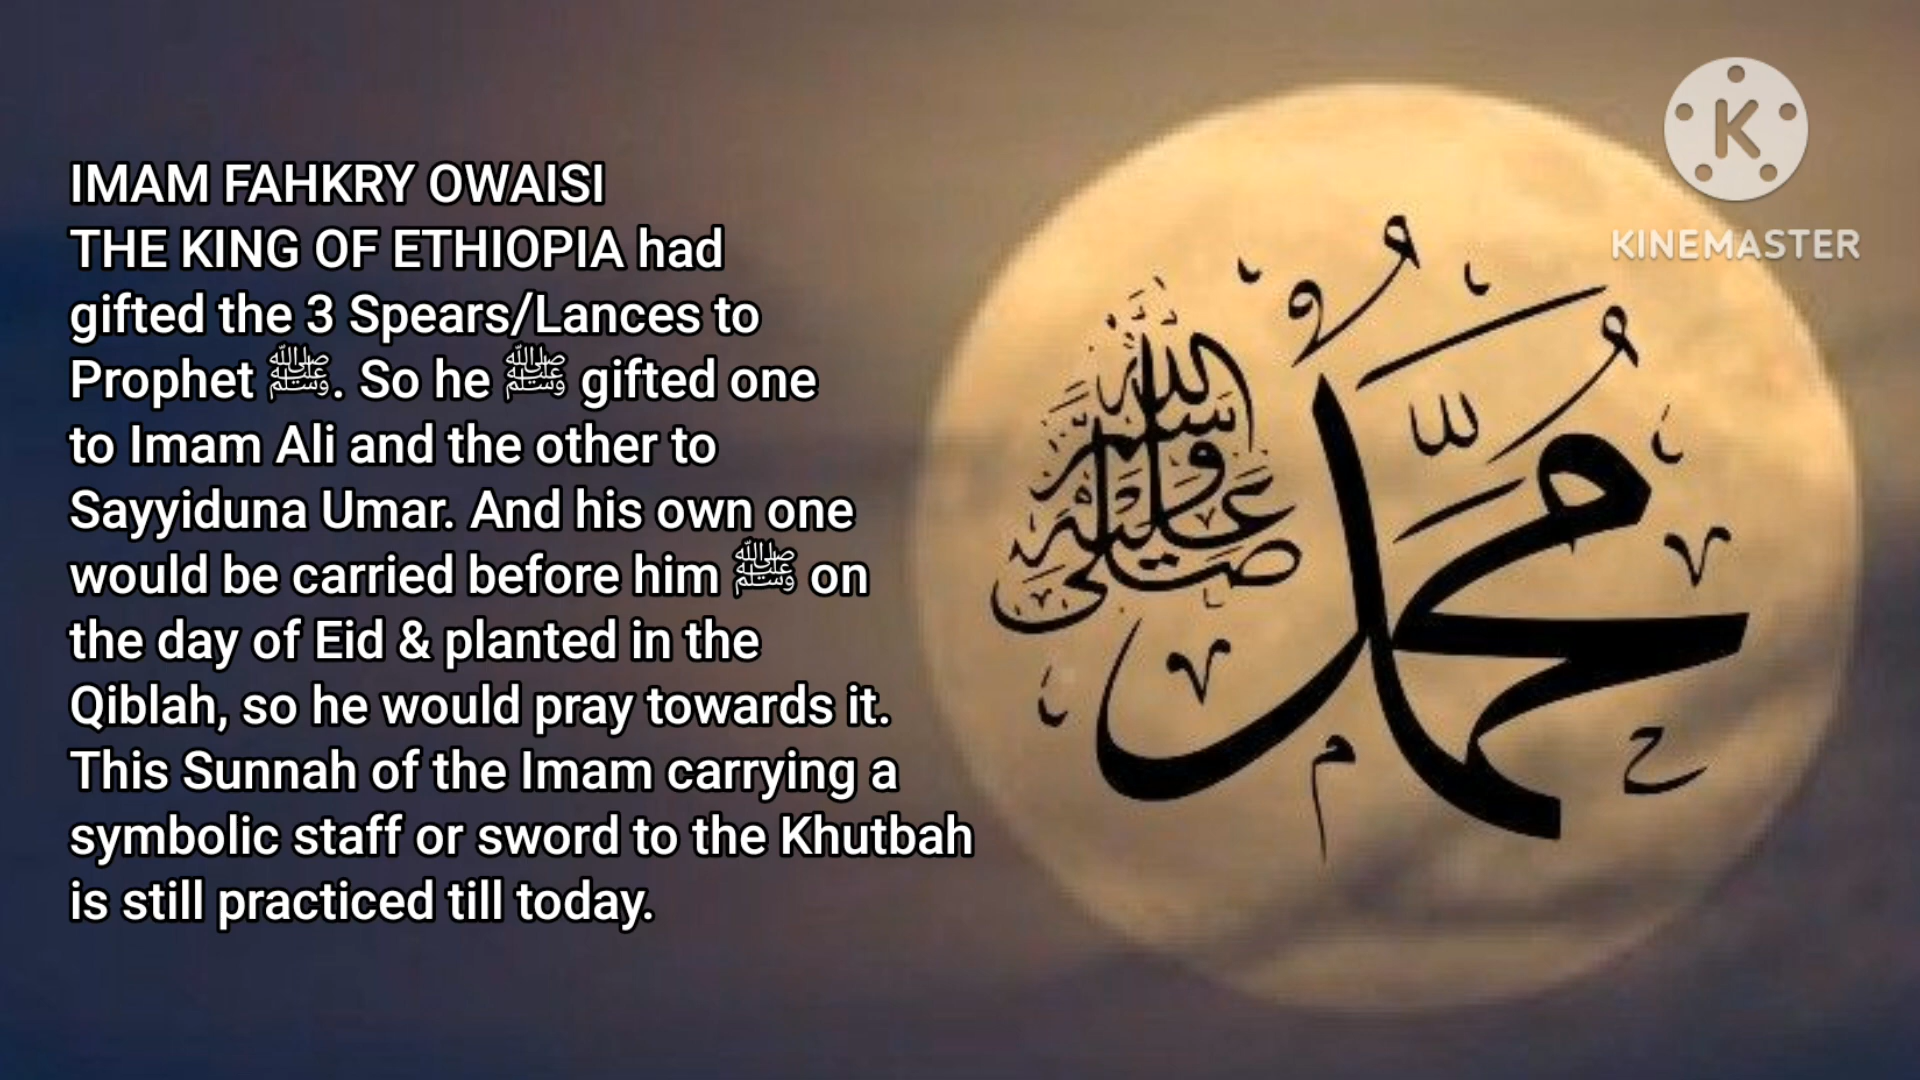 IMAM FAHKRY OWAISI
THE KING OF ETHIOPIA had
gifted the 3 Spears/Lances to
Prophet ﷺ. So he ﷺ gifted one
to Imam Ali and the other to
Sayyiduna Umar. And his own one
would be carried before him ﷺ on
the day of Eid & planted in the
Qiblah, so he would pray towards it.
This Sunnah of the Imam carrying a
symbolic staff or sword to the Khutbah
is still practiced till today.
مُحَمَّد
صلى الله عليه وسلم
K
KINEMASTER